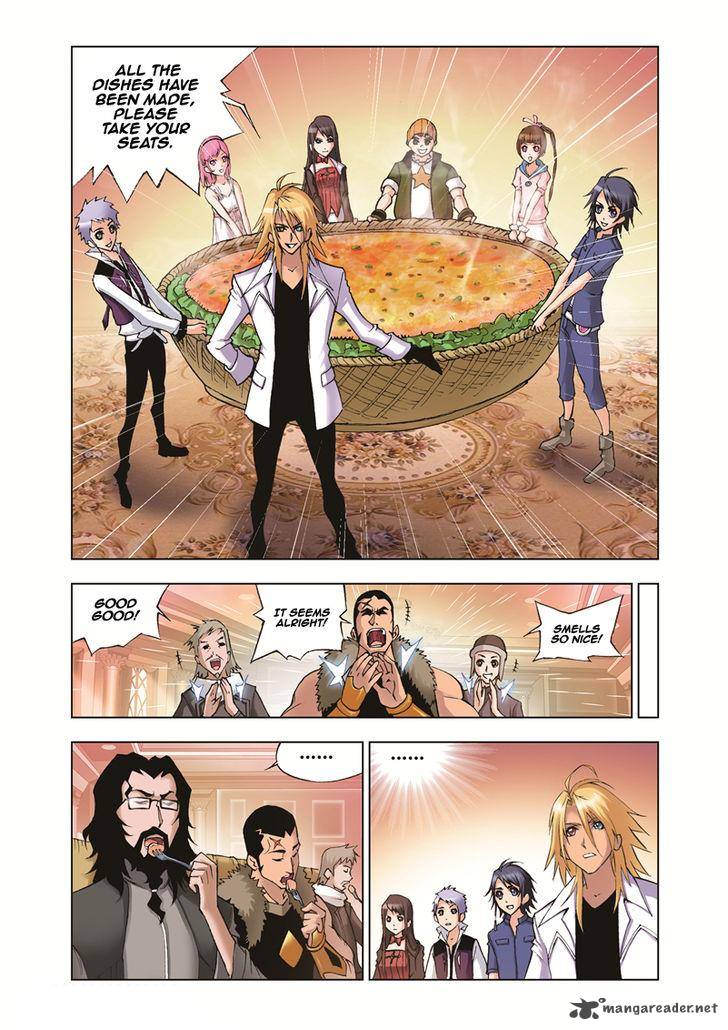 ALL THE
DISHES HAVE
BEEN MADE,
PLEASE
TAKE YOUR
SEATS.
GOOD
GOOD!
IT SEEMS
ALRIGHT!
SMELLS
SO NICE!
......
......
mangareader.net